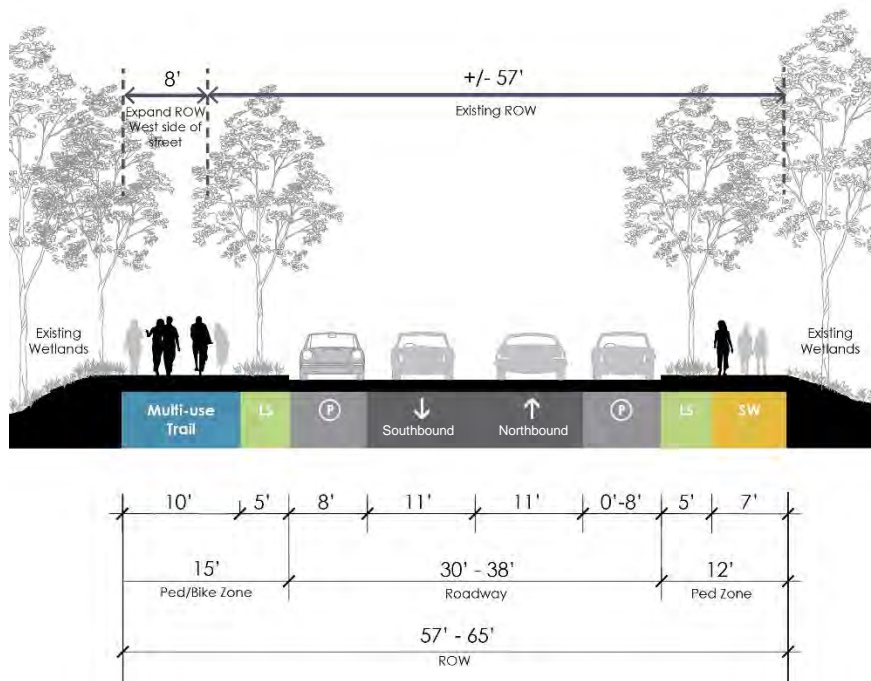 8'
+/- 57'
Expand ROW
West side of
street
Existing ROW
Existing
Wetlands
Existing
Wetlands
Multi-use
Trail
LS
P
Southbound
Northbound
P
LS
SW
10'
5'
8'
11'
11'
0'-8'
5'
7'
15'
30' - 38'
12'
Ped/Bike Zone
Roadway
Ped Zone
57' - 65'
ROW